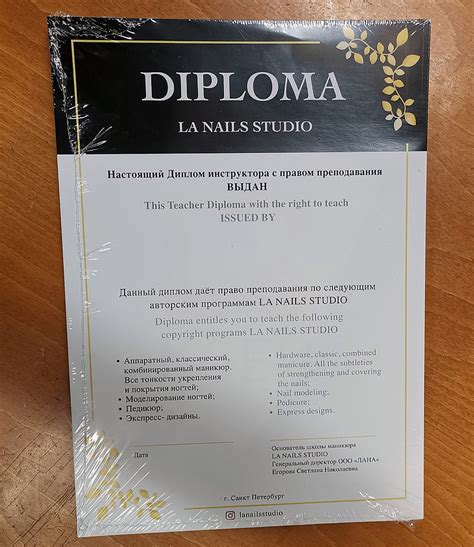 DIPLOMA
LA NAILS STUDIO
Настоящий Диплом инструктора с правом преподавания
ВЫДАН
This Teacher Diploma with the right to teach
ISSUED BY
Данный диплом даёт право преподавания по следующим
авторским программам LA NAILS STUDIO
Diploma entitles you to teach the following
copyright programs LA NAILS STUDIO
• Аппаратный, классический,
комбинированный маникюр.
Все тонкости укрепления
и покрытия ногтей;
• Моделирование ногтей;
• Педикюр;
• Экспресс- дизайны.
• Hardware, classic, combined
manicure. All the subtleties
of strengthening and covering
the nails;
• Nail modeling;
• Pedicure;
• Express designs.
Дата
Основатель школы маникюра
LA NAILS STUDIO
Генеральный директор ООО «ЛАНА»
Егорова Светлана Николаевна
г. Санкт Петербург
lanailsstudio